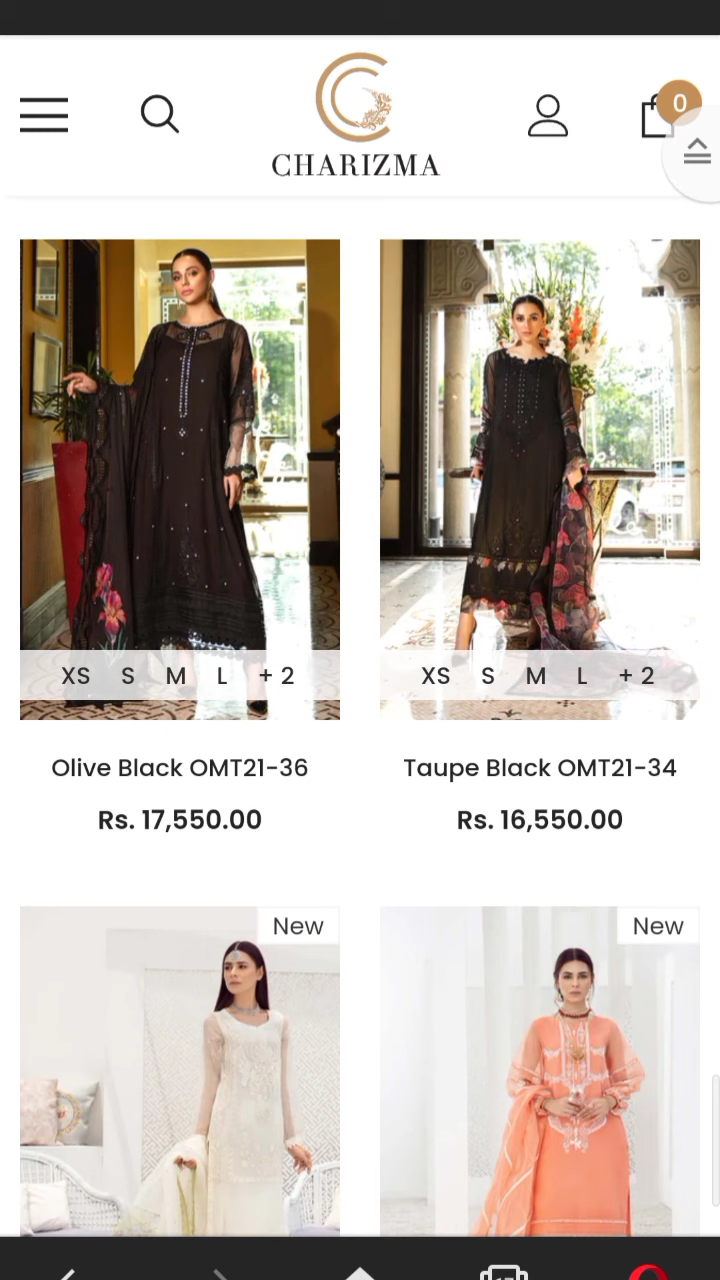 0
CHARIZMA
XS S M L + 2
XS S M L + 2
Olive Black OMT21-36
Taupe Black OMT21-34
Rs. 17,550.00
Rs. 16,550.00
New
New